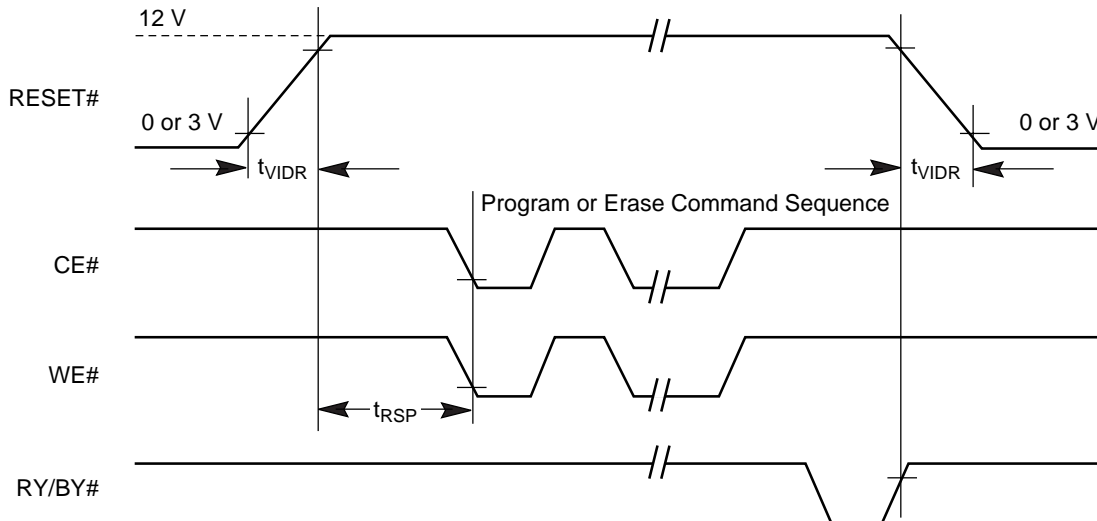 12 V
RESET#
0 or 3 V
0 or 3 V
tVIDR
tVIDR
Program or Erase Command Sequence
CE#
WE#
tRSP
RY/BY#